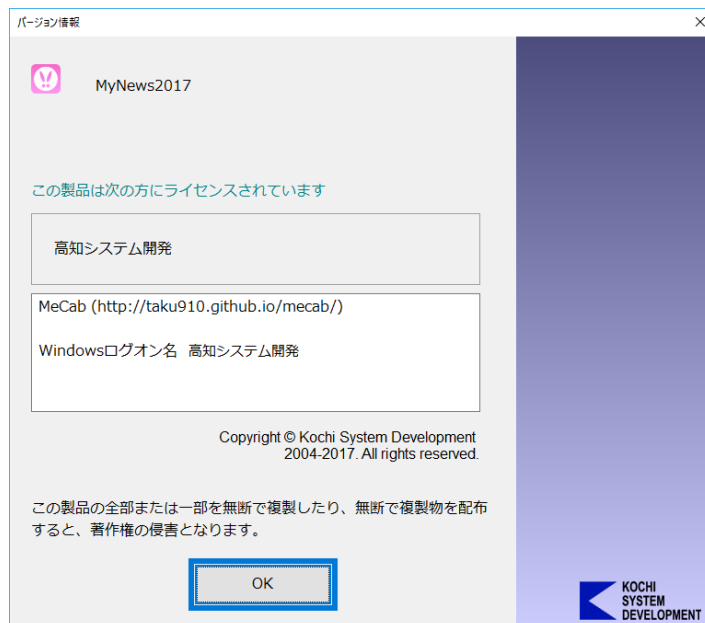 バージョン情報
MyNews2017
この製品は次の方にライセンスされています
高知システム開発
MeCab (http://taku910.github.io/mecab/)
Windowsログオン名 高知システム開発
Copyright © Kochi System Development
2004-2017. All rights reserved.
この製品の全部または一部を無断で複製したり、無断で複製物を配布
すると、著作権の侵害となります。
OK
KOCHI
SYSTEM
DEVELOPMENT